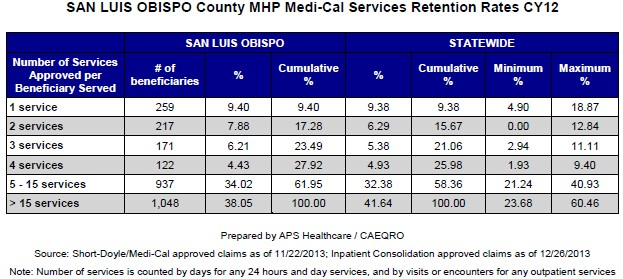 SAN LUIS OBISPO County MHP Medi-Cal Services Retention Rates CY12
SAN LUIS OBISPO STATEWIDE
Number of Services Approved per Beneficiary Served # of beneficiaries % Cumulative % % Cumulative % Minimum % Maximum %
1 service 259 9.40 9.40 9.38 9.38 4.90 18.87
2 services 217 7.88 17.28 6.29 15.67 0.00 12.84
3 services 171 6.21 23.49 5.38 21.06 2.94 11.11
4 services 122 4.43 27.92 4.93 25.98 1.93 9.40
5 - 15 services 937 34.02 61.95 32.38 58.36 21.24 40.93
> 15 services 1,048 38.05 100.00 41.64 100.00 23.68 60.46
Prepared by APS Healthcare / CAEQRO
Source: Short-Doyle/Medi-Cal approved claims as of 11/22/2013; Inpatient Consolidation approved claims as of 12/26/2013
Note: Number of services is counted by days for any 24 hours and day services, and by visits or encounters for any outpatient services